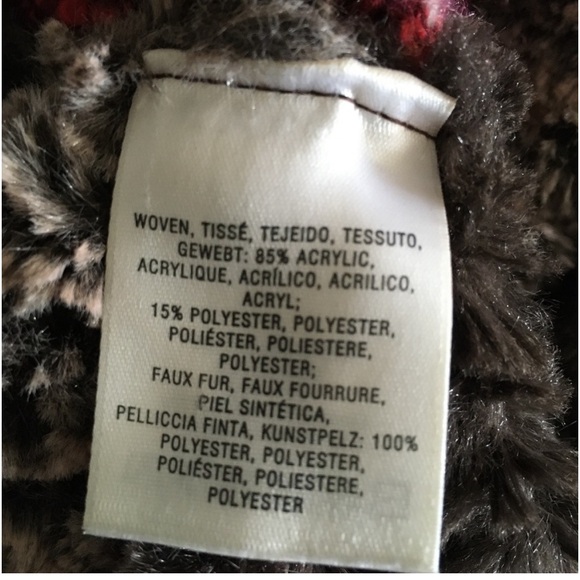 WOVEN, TISSÉ, TEJEIDO, TESSUTO,
GEWEBT: 85% ACRYLIC,
ACRYLIQUE, ACRÍLICO, ACRILICO,
ACRYL;
15% POLYESTER, POLYESTER,
POLIÉSTER, POLIESTERE,
POLYESTER;
FAUX FUR, FAUX FOURRURE,
PIEL SINTÉTICA,
PELLICCIA FINTA, KUNSTPELZ: 100%
POLYESTER, POLYESTER,
POLIÉSTER, POLIESTERE,
POLYESTER